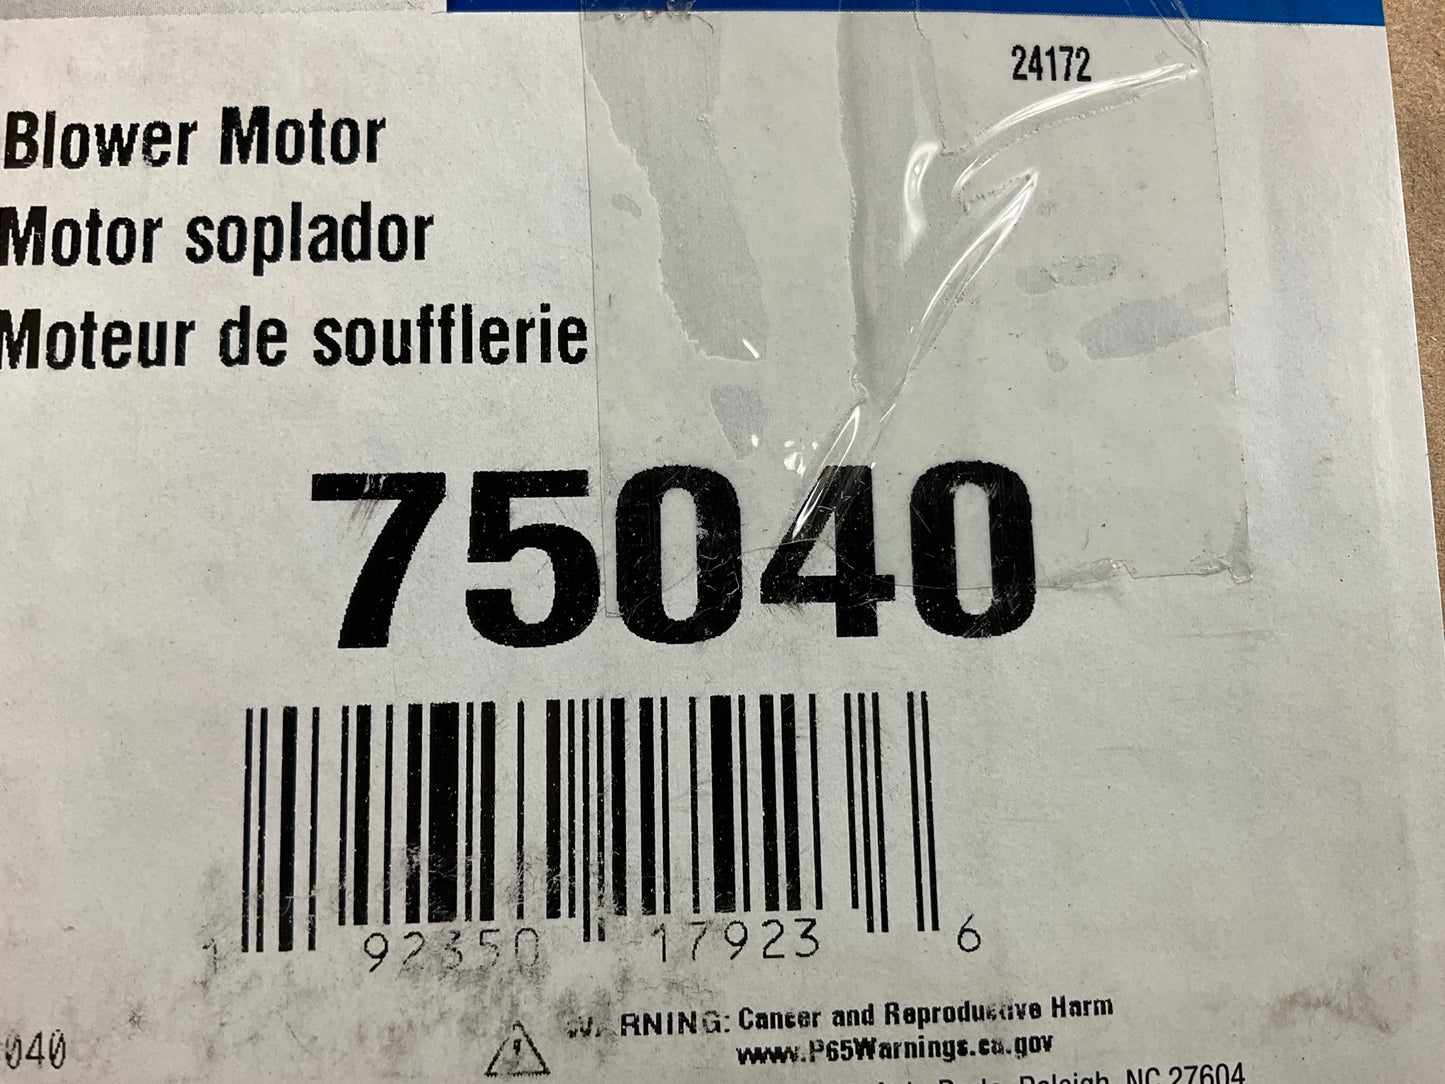 24172
Blower Motor
Motor soplador
Moteur de soufflerie
75040
1 92350 17923 6
WARNING: Cancer and Reproductive Harm
www.P65Warnings.ca.gov
040
Raleigh, NC 27604